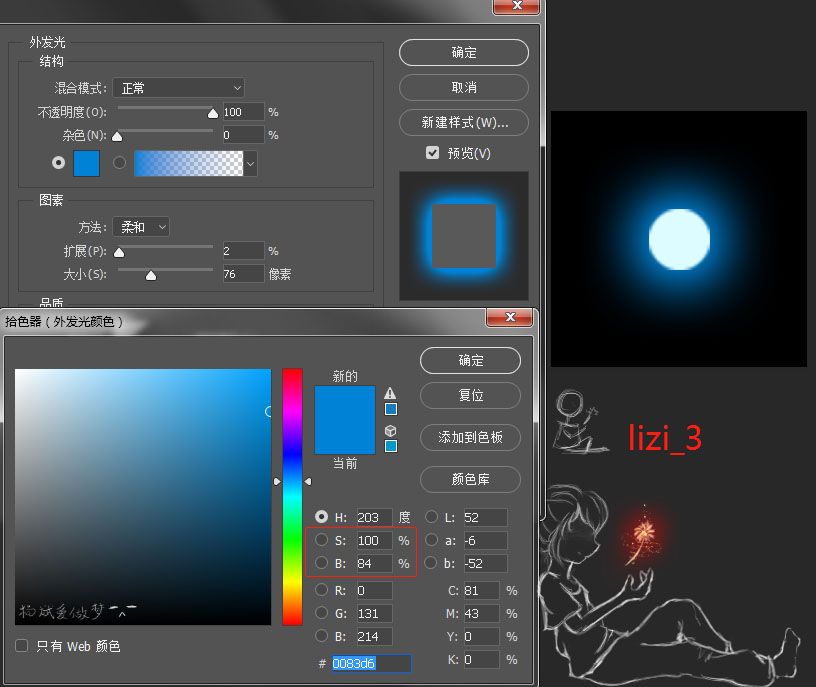 外发光
结构
混合模式: 正常
不透明度(O): 100 %
杂色(N): 0 %
图素
方法: 柔和
扩展(P): 2 %
大小(S): 76 像素
品质
确定
取消
新建样式(W)...
预览(V)
拾色器（外发光颜色）
新的
当前
确定
复位
添加到色板
颜色库
H: 203 度
S: 100 %
B: 84 %
R: 0
G: 131
B: 214
# 0083d6
L: 52
a: -6
b: -52
C: 81 %
M: 43 %
Y: 0 %
K: 0 %
只有 Web 颜色
爱做梦
lizi_3